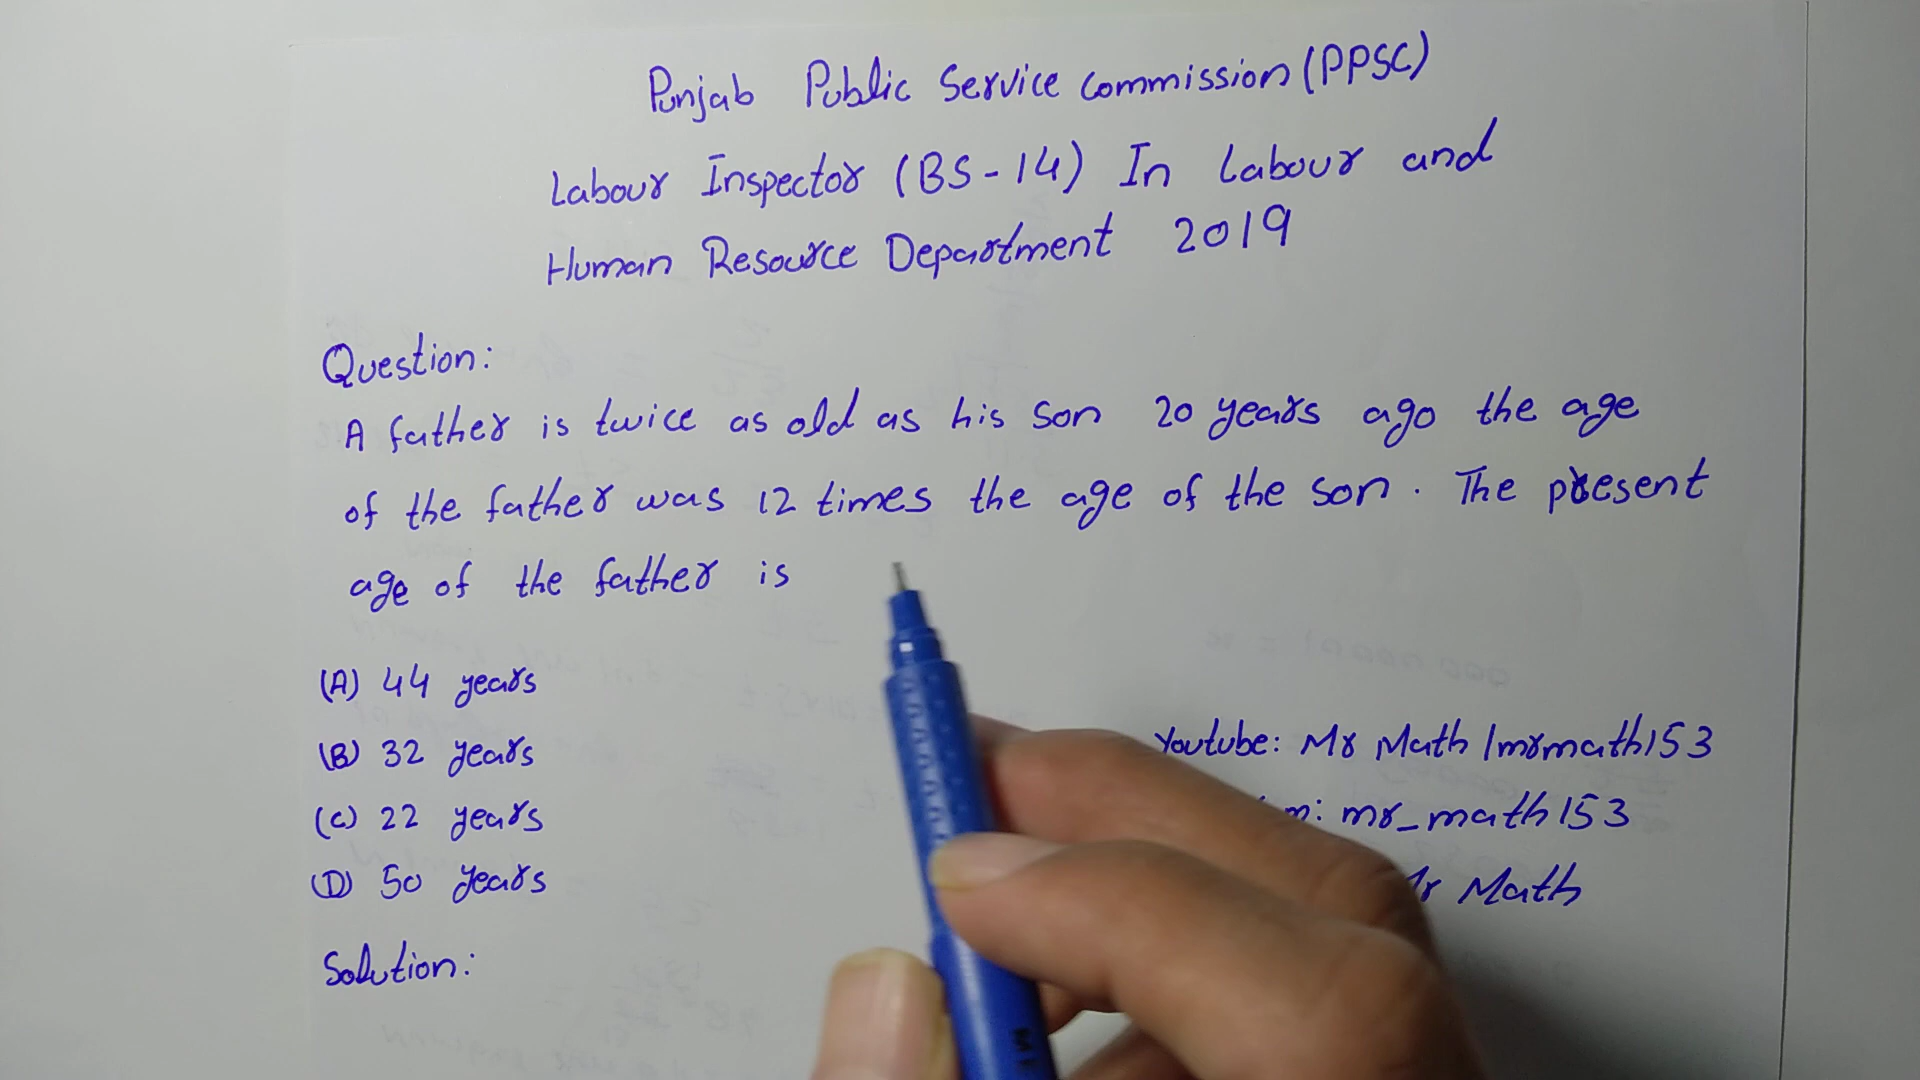 Punjab Public Service Commission (PPSC)
Labour Inspector (BS-14) In Labour and
Human Resource Department 2019
Question:
A father is twice as old as his son 20 years ago the age
of the father was 12 times the age of the son. The present
age of the father is
(A) 44 years
(B) 32 years
(C) 22 years
(D) 50 years
Youtube: Mr Math / mrmath153
m: mr_math153
Mr Math
Solution: